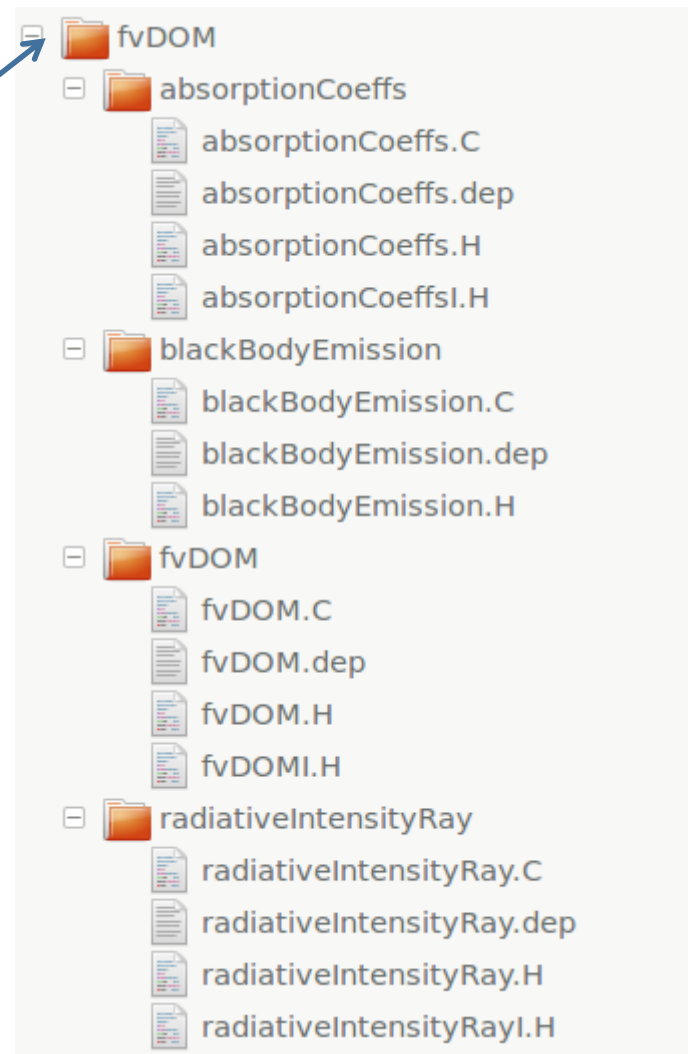 fvDOM
absorptionCoeffs
absorptionCoeffs.C
absorptionCoeffs.dep
absorptionCoeffs.H
absorptionCoeffsI.H
blackBodyEmission
blackBodyEmission.C
blackBodyEmission.dep
blackBodyEmission.H
fvDOM
fvDOM.C
fvDOM.dep
fvDOM.H
fvDOMI.H
radiativeIntensityRay
radiativeIntensityRay.C
radiativeIntensityRay.dep
radiativeIntensityRay.H
radiativeIntensityRayI.H